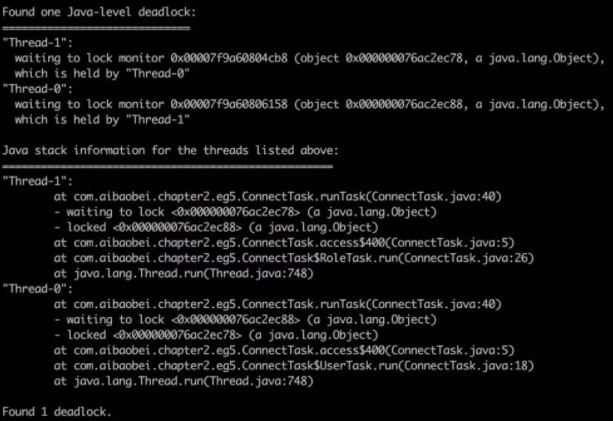 Found one Java-level deadlock:
=============================
"Thread-1":
  waiting to lock monitor 0x00007f9a60804cb8 (object 0x000000076ac2ec78, a java.lang.Object),
  which is held by "Thread-0"
"Thread-0":
  waiting to lock monitor 0x00007f9a60806158 (object 0x000000076ac2ec88, a java.lang.Object),
  which is held by "Thread-1"

Java stack information for the threads listed above:
===================================================
"Thread-1":
        at com.aibaobei.chapter2.eg5.ConnectTask.runTask(ConnectTask.java:40)
        - waiting to lock <0x000000076ac2ec78> (a java.lang.Object)
        - locked <0x000000076ac2ec88> (a java.lang.Object)
        at com.aibaobei.chapter2.eg5.ConnectTask.access$400(ConnectTask.java:5)
        at com.aibaobei.chapter2.eg5.ConnectTask$RoleTask.run(ConnectTask.java:26)
        at java.lang.Thread.run(Thread.java:748)
"Thread-0":
        at com.aibaobei.chapter2.eg5.ConnectTask.runTask(ConnectTask.java:40)
        - waiting to lock <0x000000076ac2ec88> (a java.lang.Object)
        - locked <0x000000076ac2ec78> (a java.lang.Object)
        at com.aibaobei.chapter2.eg5.ConnectTask.access$400(ConnectTask.java:5)
        at com.aibaobei.chapter2.eg5.ConnectTask$UserTask.run(ConnectTask.java:18)
        at java.lang.Thread.run(Thread.java:748)

Found 1 deadlock.